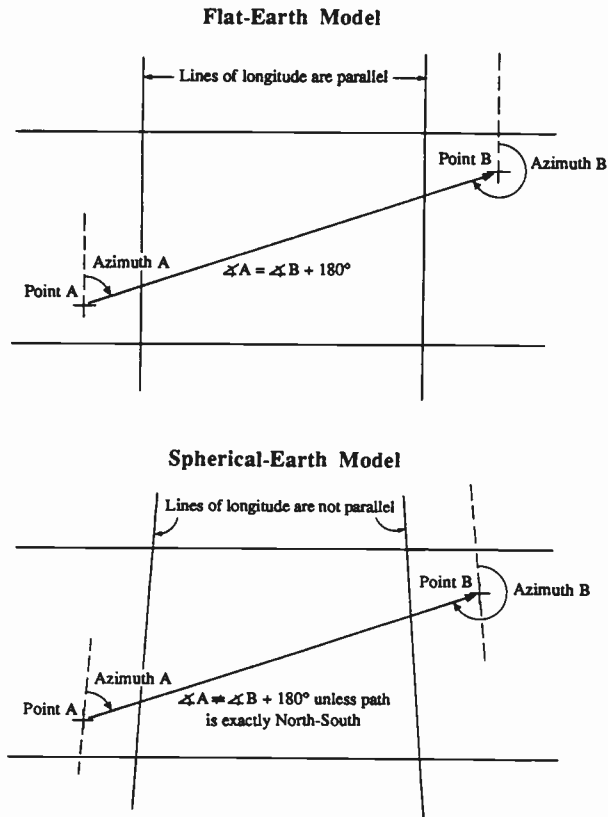 Flat-Earth Model
Lines of longitude are parallel
Point B
Azimuth B
Azimuth A
∡A = ∡B + 180°
Point A
Spherical-Earth Model
Lines of longitude are not parallel
Point B
Azimuth B
Azimuth A
∡A ≠ ∡B + 180° unless path
is exactly North-South
Point A